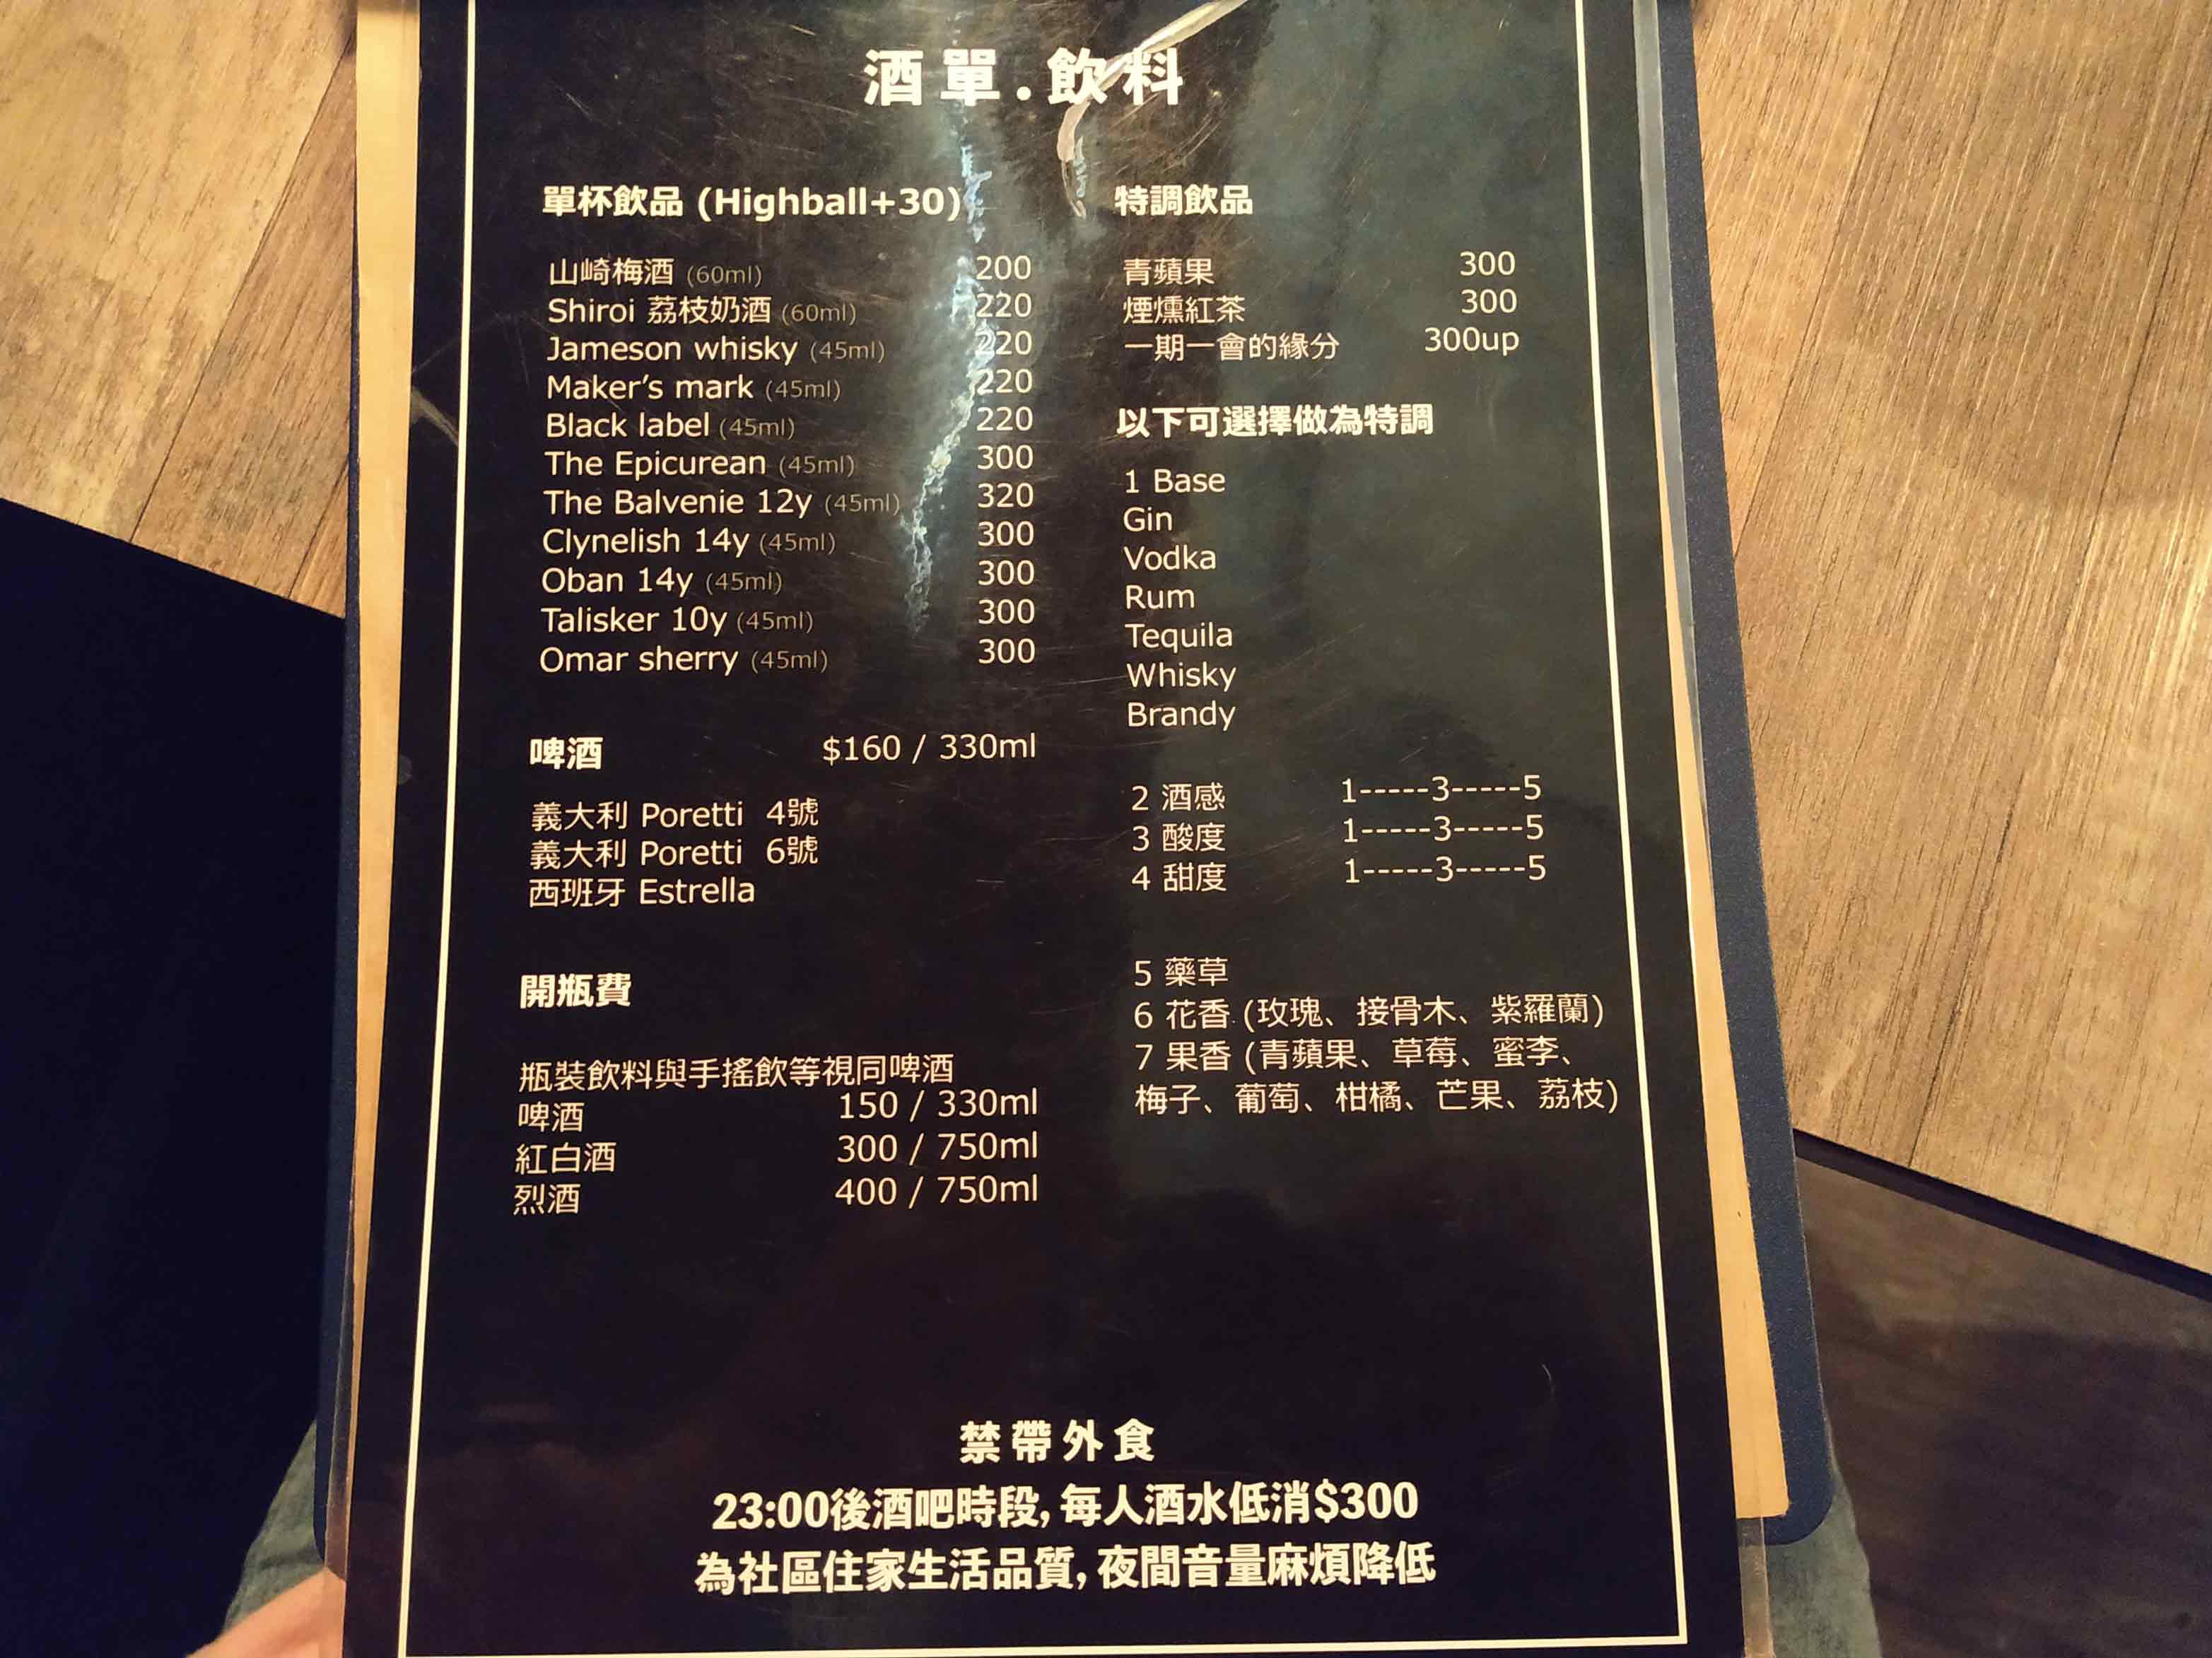 酒單.飲料
單杯飲品 (Highball+30)
山崎梅酒 (60ml) 200
Shiroi 荔枝奶酒 (60ml) 220
Jameson whisky (45ml) 220
Maker's mark (45ml) 220
Black label (45ml) 220
The Epicurean (45ml) 300
The Balvenie 12y (45ml) 320
Clynelish 14y (45ml) 300
Oban 14y (45ml) 300
Talisker 10y (45ml) 300
Omar sherry (45ml) 300
啤酒 $160 / 330ml
義大利 Poretti 4號
義大利 Poretti 6號
西班牙 Estrella
開瓶費
瓶裝飲料與手搖飲等視同啤酒
啤酒 150 / 330ml
紅白酒 300 / 750ml
烈酒 400 / 750ml
特調飲品
青蘋果 300
煙燻紅茶 300
一期一會的緣分 300up
以下可選擇做為特調
1 Base
Gin
Vodka
Rum
Tequila
Whisky
Brandy
2 酒感 1-----3-----5
3 酸度 1-----3-----5
4 甜度 1-----3-----5
5 藥草
6 花香 (玫瑰、接骨木、紫羅蘭)
7 果香 (青蘋果、草莓、蜜李、
梅子、葡萄、柑橘、芒果、荔枝)
禁帶外食
23:00後酒吧時段, 每人酒水低消$300
為社區住家生活品質, 夜間音量麻煩降低